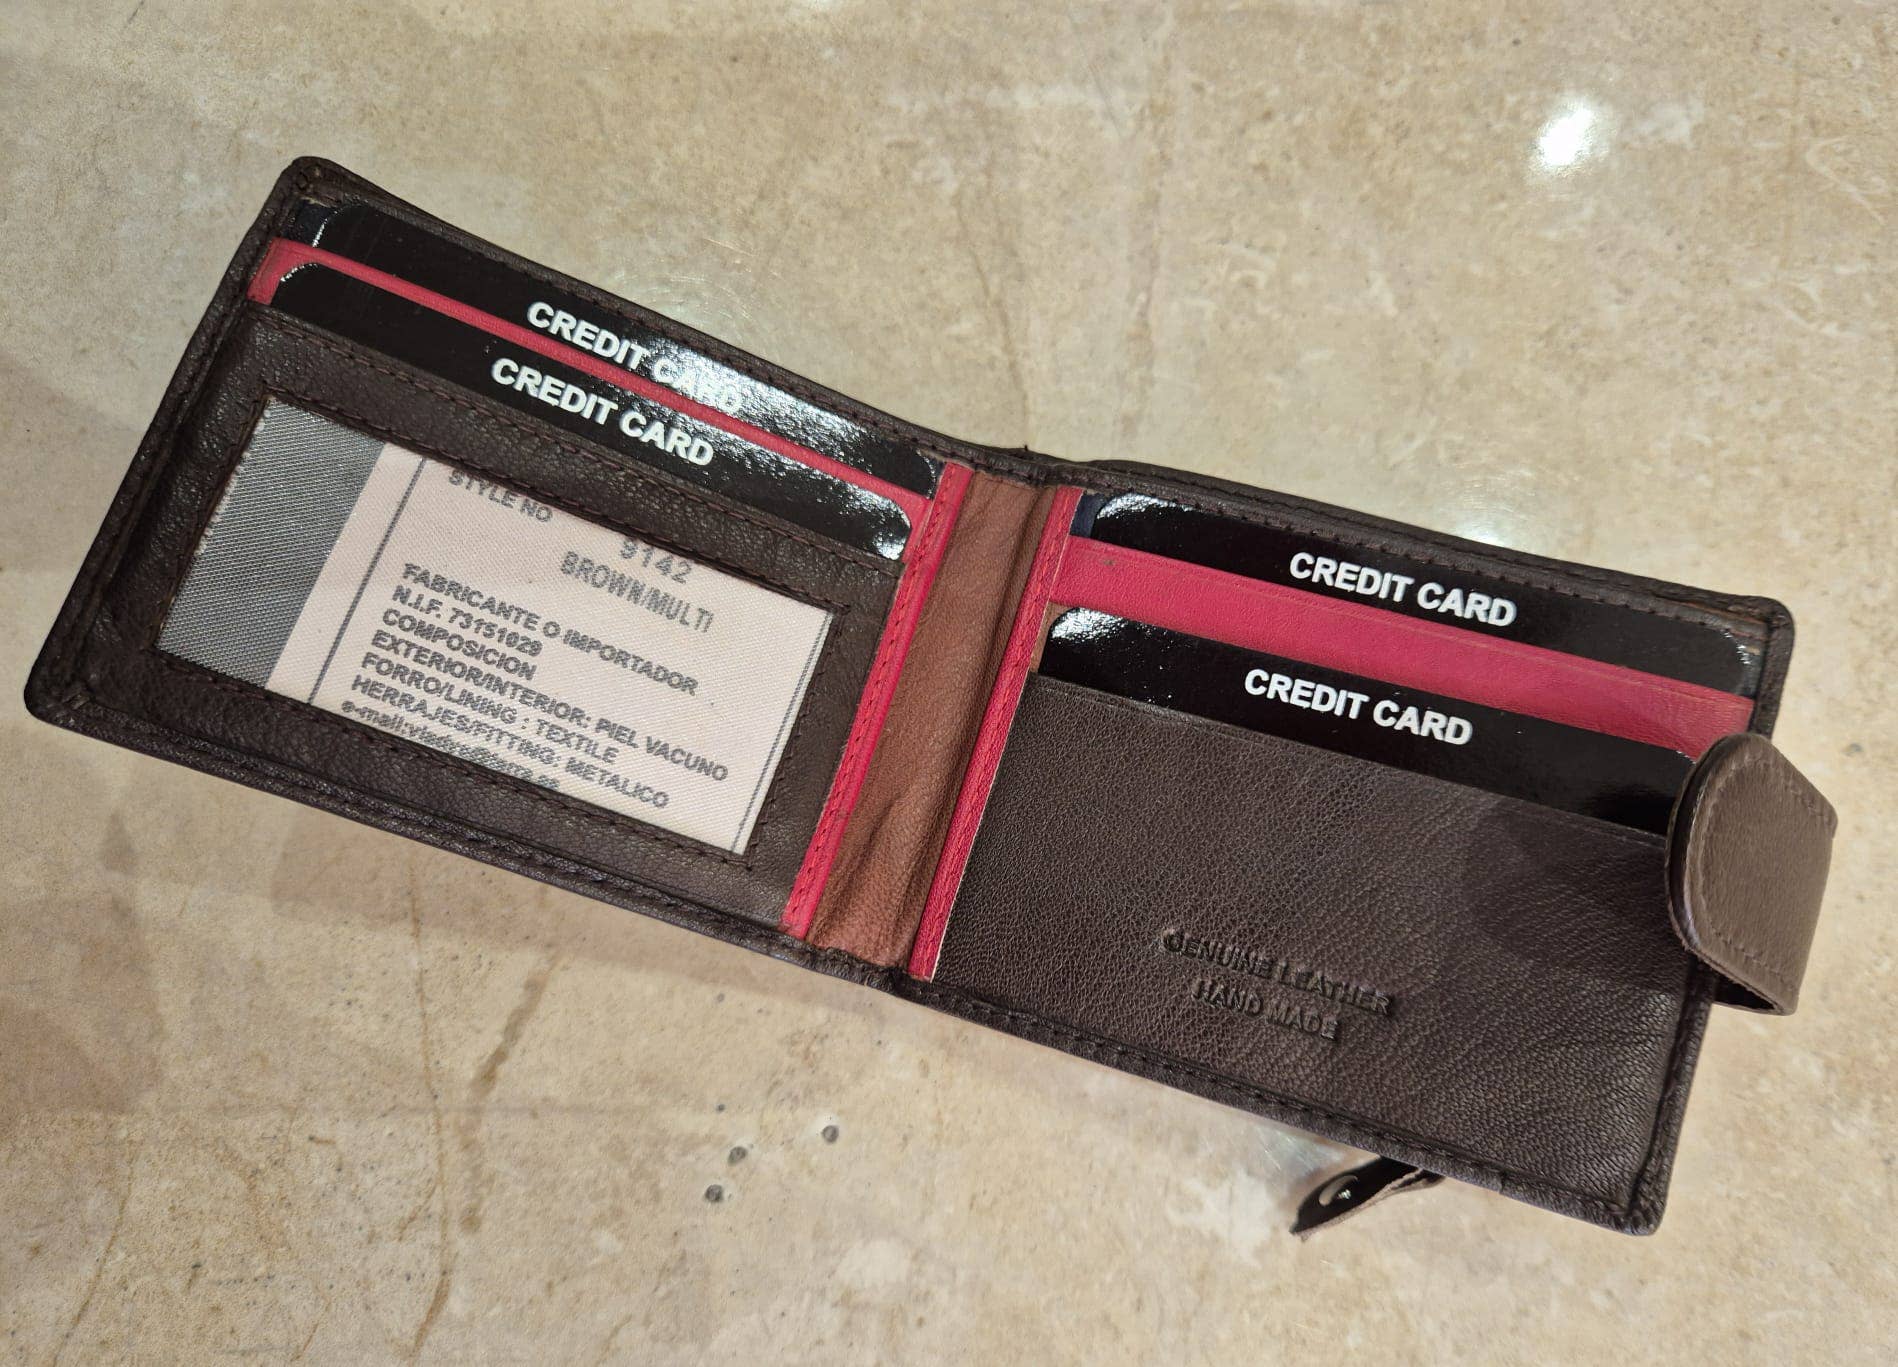 CREDIT CARD
CREDIT CARD
STYLE NO
9142
BROWN/MULTI
FABRICANTE O IMPORTADOR
N.I.F. 73151029
COMPOSICION
EXTERIOR/INTERIOR: PIEL VACUNO
FORRO/LINING : TEXTILE
HERRAJES/FITTING: METALICO
CREDIT CARD
CREDIT CARD
GENUINE LEATHER
HAND MADE